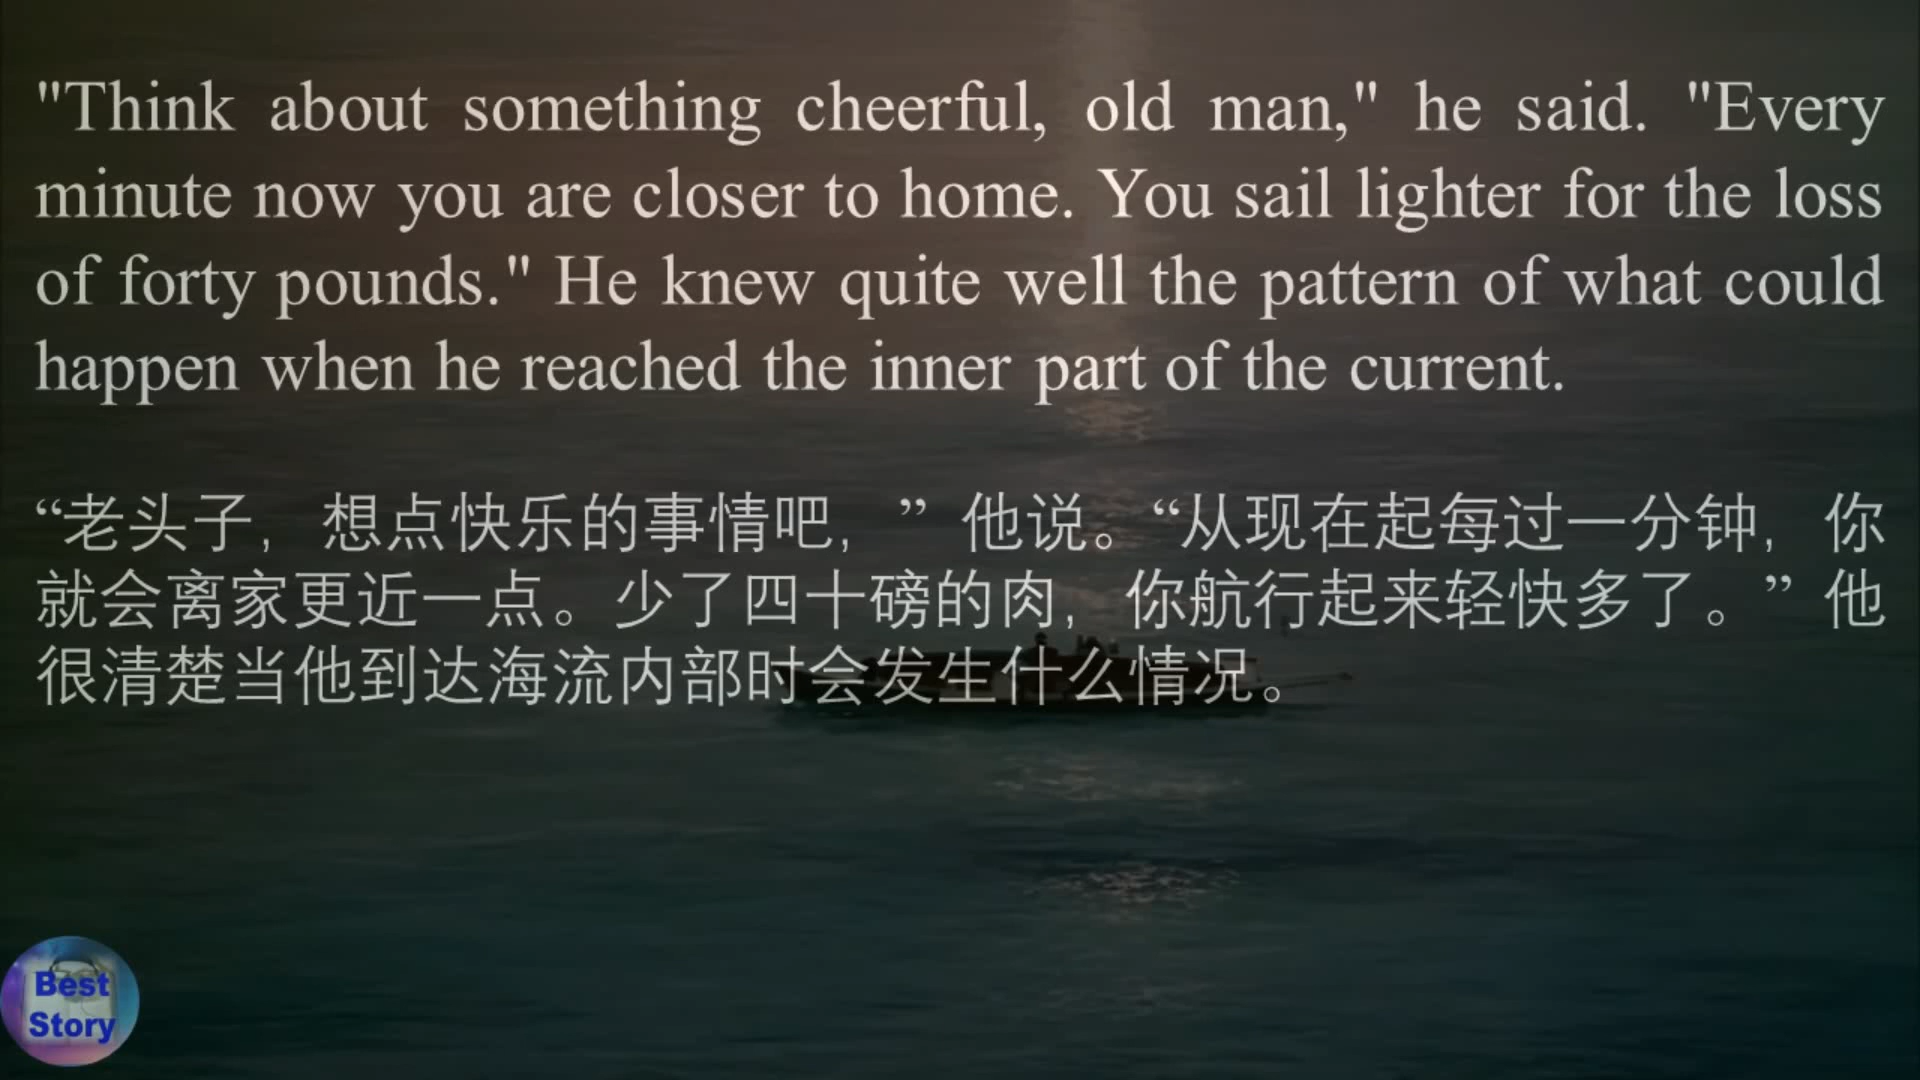 "Think about something cheerful, old man," he said. "Every
minute now you are closer to home. You sail lighter for the loss
of forty pounds." He knew quite well the pattern of what could
happen when he reached the inner part of the current.
“老头子，想点快乐的事情吧，” 他说。“从现在起每过一分钟，你
就会离家更近一点。少了四十磅的肉，你航行起来轻快多了。” 他
很清楚当他到达海流内部时会发生什么情况。
Best
Story